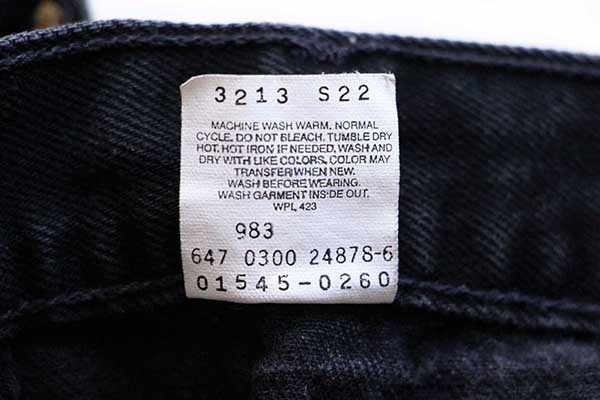 3213 S22
MACHINE WASH WARM. NORMAL
CYCLE. DO NOT BLEACH. TUMBLE DRY
HOT. HOT IRON IF NEEDED. WASH AND
DRY WITH LIKE COLORS. COLOR MAY
TRANSFER WHEN NEW.
WASH BEFORE WEARING.
WASH GARMENT INSIDE OUT.
WPL 423
983
647 0300 24878-6
01545-0260